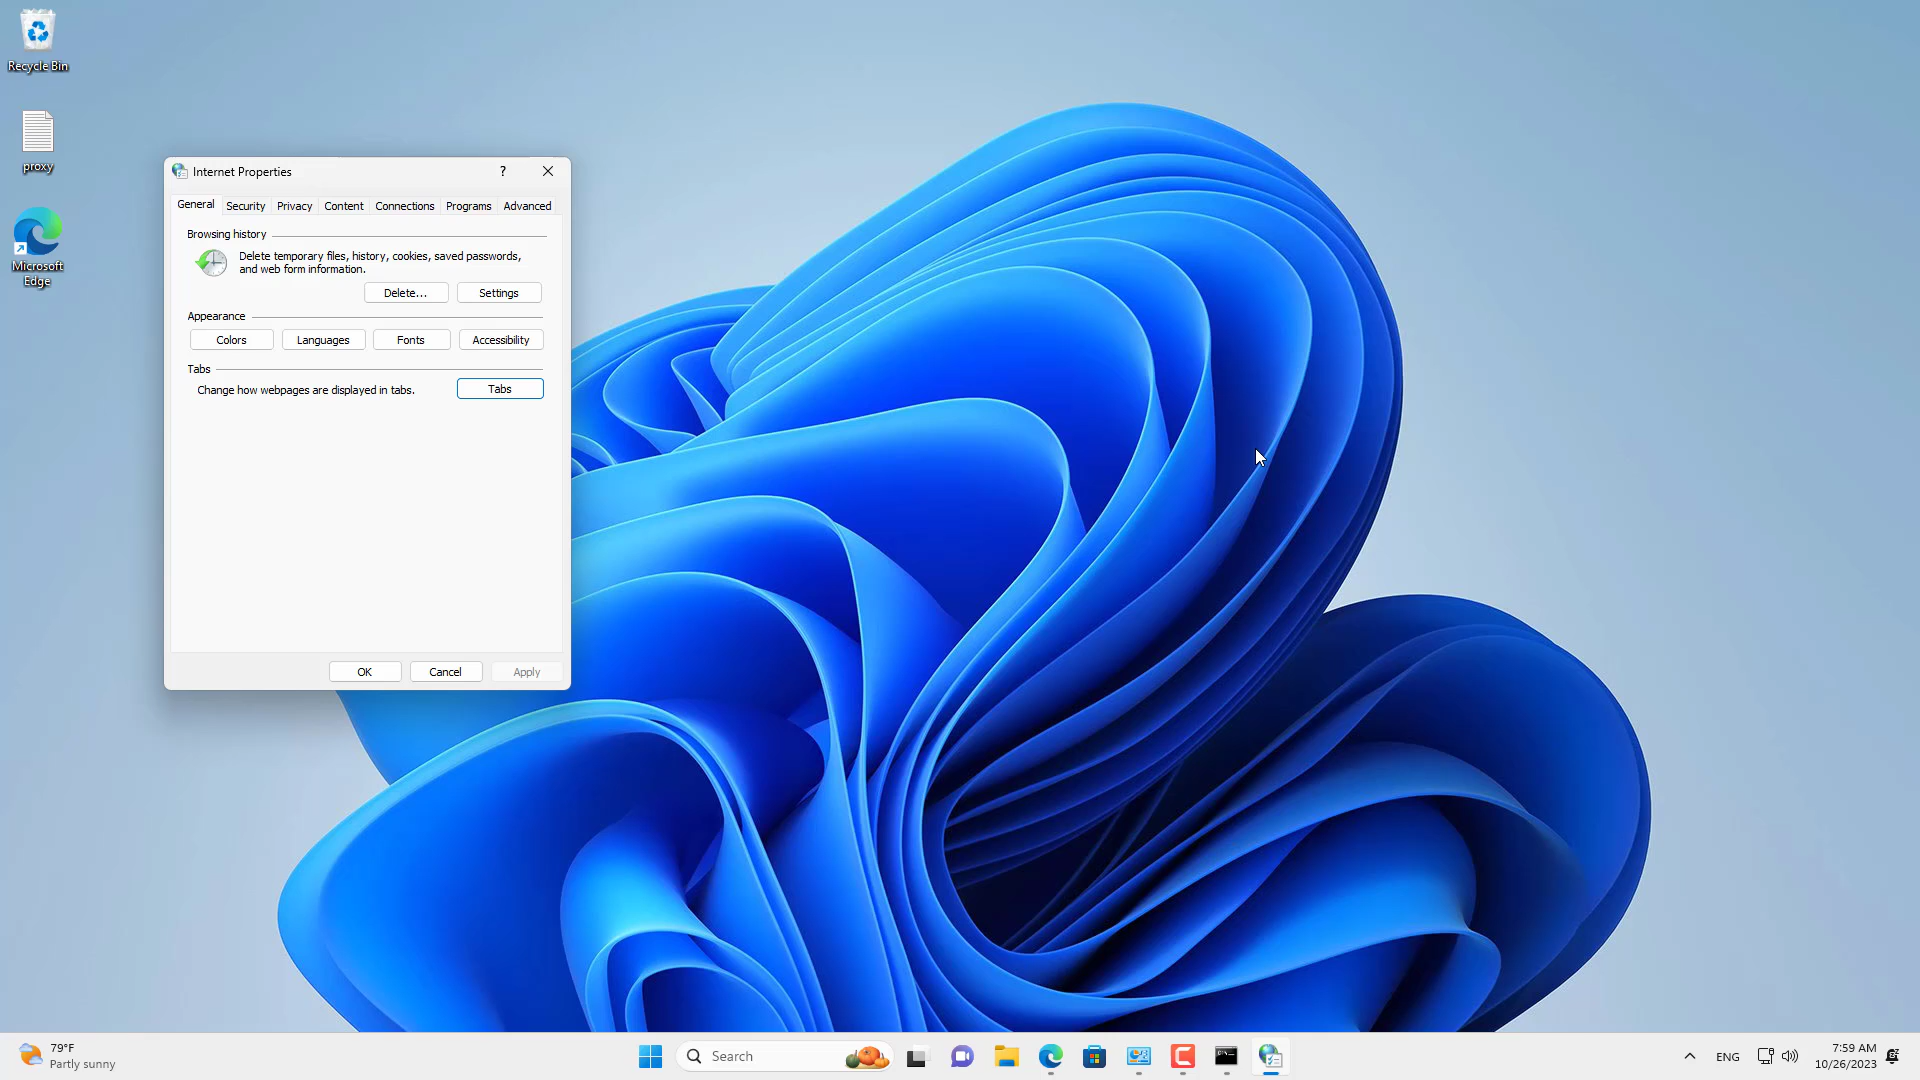 Recycle Bin
proxy
Microsoft
Edge
Internet Properties
?
General Security Privacy Content Connections Programs Advanced
Browsing history
Delete temporary files, history, cookies, saved passwords,
and web form information.
Delete... Settings
Appearance
Colors Languages Fonts Accessibility
Tabs
Change how webpages are displayed in tabs. Tabs
OK Cancel Apply
79°F
Partly sunny
Search
ENG
7:59 AM
10/26/2023